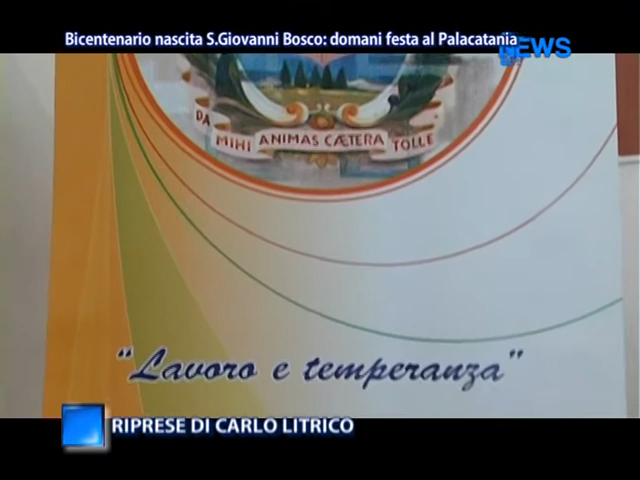 Bicentenario nascita S.Giovanni Bosco: domani festa al Palacatania
NEWS
DA MIHI ANIMAS CÆTERA TOLLE
“Lavoro e temperanza”
RIPRESE DI CARLO LITRICO